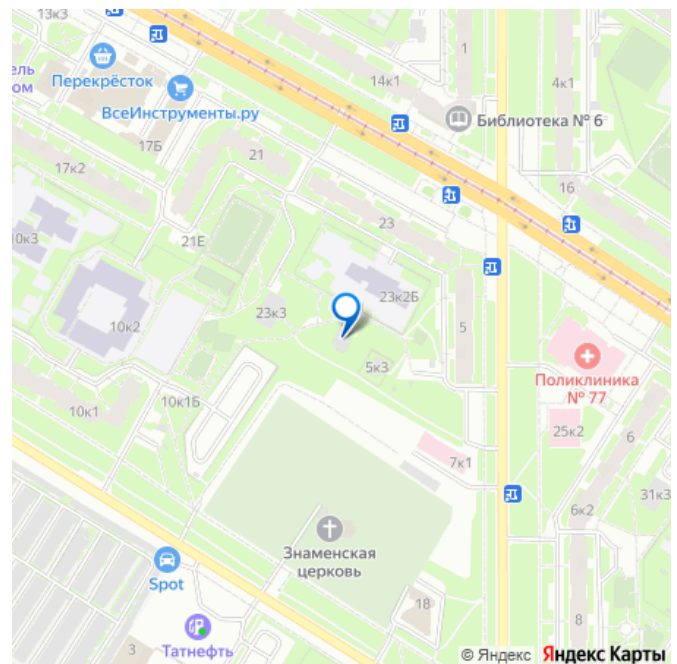 13к3
1
Перекрёсток
ель
ом
14к1
4к1
ВсеИнструменты.ру
Библиотека № 6
17Б
21
17к2
16
23
21Е
10к3
23к2Б
23к3
10к2
5
5к3
Поликлиника
№ 77
10к1Б
10к1
25к2
6
7к1
31к3
6к2
Знаменская
церковь
Spot
18
8
Татнефть
3
© Яндекс Яндекс Карты